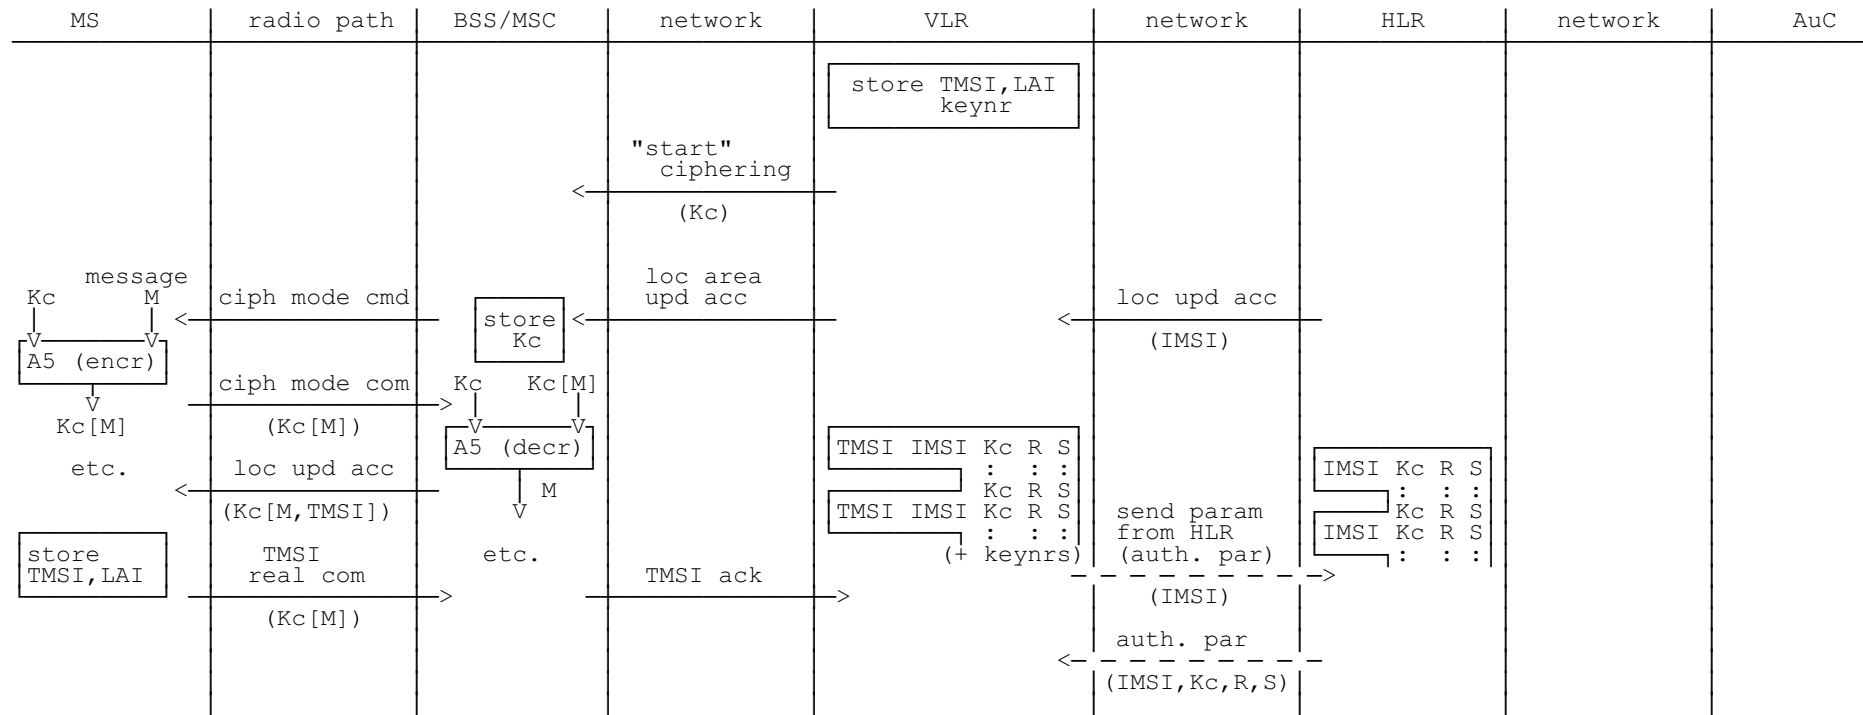 MS radio path BSS/MSC network VLR network HLR network AuC
store TMSI,LAI
keynr
"start"
ciphering
<
(Kc)
message loc area
Kc M ciph mode cmd upd acc loc upd acc
< store < <
V V Kc (IMSI)
A5 (encr)
ciph mode com Kc Kc[M]
V >
Kc[M] (Kc[M]) V V
A5 (decr) TMSI IMSI Kc R S
etc. loc upd acc : : : IMSI Kc R S
< M Kc R S : : :
(Kc[M,TMSI]) V TMSI IMSI Kc R S send param Kc R S
store : : : from HLR IMSI Kc R S
TMSI etc. (+ keynrs) (auth. par) : : :
TMSI,LAI real com TMSI ack >
> > (IMSI)
(Kc[M])
auth. par
<
(IMSI,Kc,R,S)